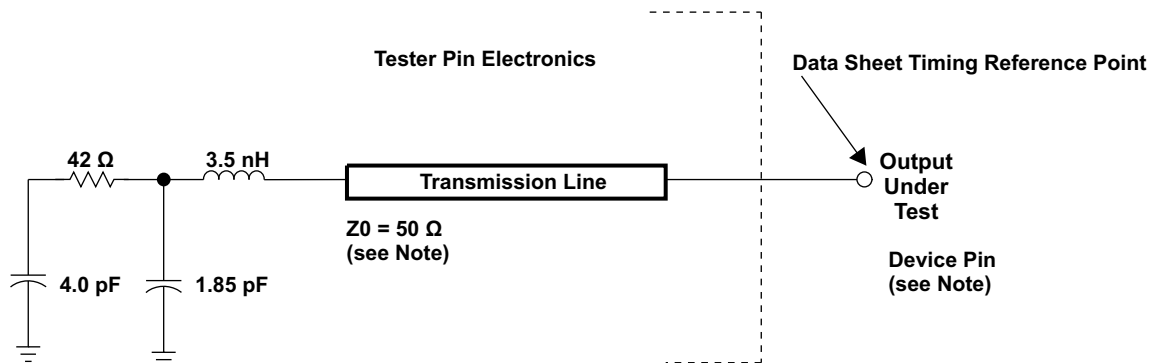 Tester Pin Electronics
Data Sheet Timing Reference Point
42 Ω
3.5 nH
Transmission Line
Output
Under
Test
Z0 = 50 Ω
(see Note)
Device Pin
(see Note)
4.0 pF
1.85 pF